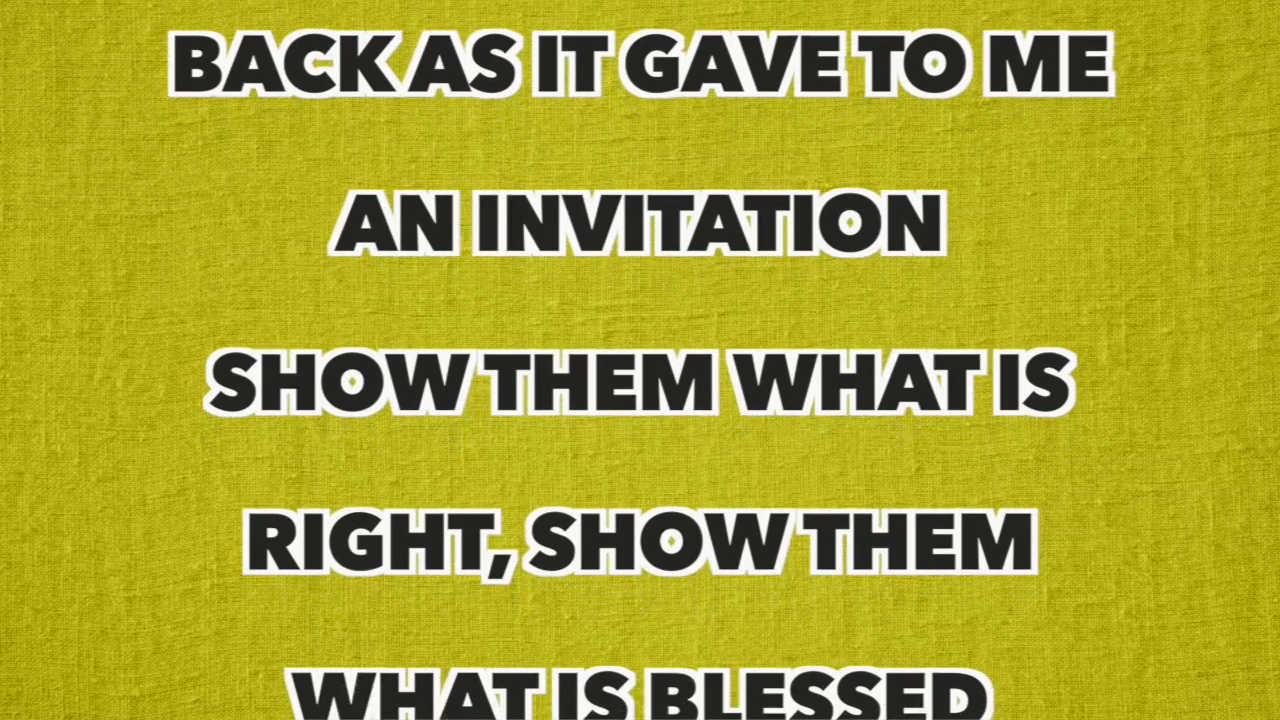 BACK AS IT GAVE TO ME
AN INVITATION
SHOW THEM WHAT IS
RIGHT, SHOW THEM
WHAT IS BLESSED